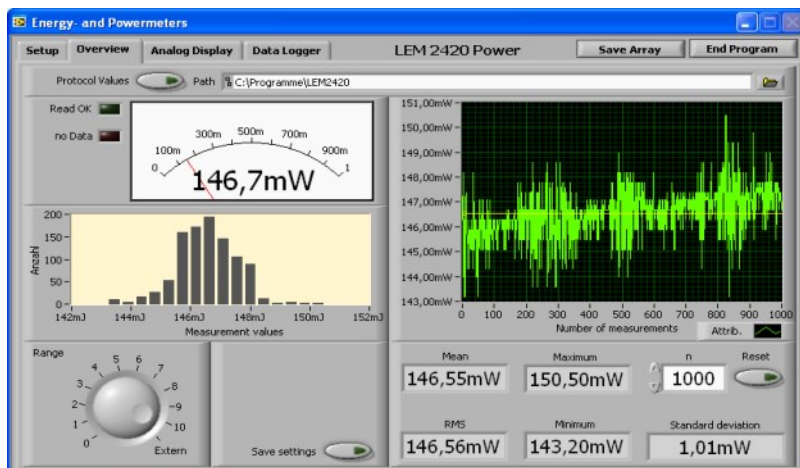 Energy- and Powermeters
Setup Overview Analog Display Data Logger LEM 2420 Power Save Array End Program
Protocol Values Path C:\Programme\LEM2420
Read OK
no Data
0 100m 300m 500m 700m 900m 1
146,7mW
151,00mW
150,00mW
149,00mW
148,00mW
147,00mW
146,00mW
145,00mW
144,00mW
143,00mW
0 100 200 300 400 500 600 700 800 900 1000
Number of measurements
Attrib.
Anzahl
200
150
100
50
0
142mJ 144mJ 146mJ 148mJ 150mJ 152mJ
Measurement values
Range
0 1 2 3 4 5 6 7 8 9 10
Extern
Save settings
Mean Maximum n Reset
146,55mW 150,50mW 1000
RMS Minimum Standard deviation
146,56mW 143,20mW 1,01mW